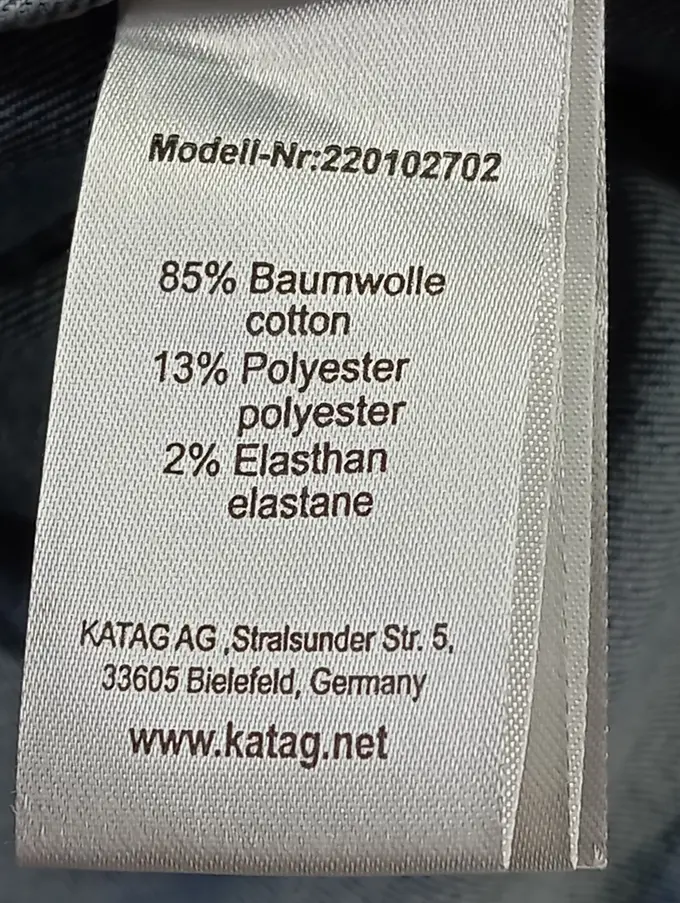 Modell-Nr:220102702
85% Baumwolle
cotton
13% Polyester
polyester
2% Elasthan
elastane
KATAG AG ,Stralsunder Str. 5,
33605 Bielefeld, Germany
www.katag.net